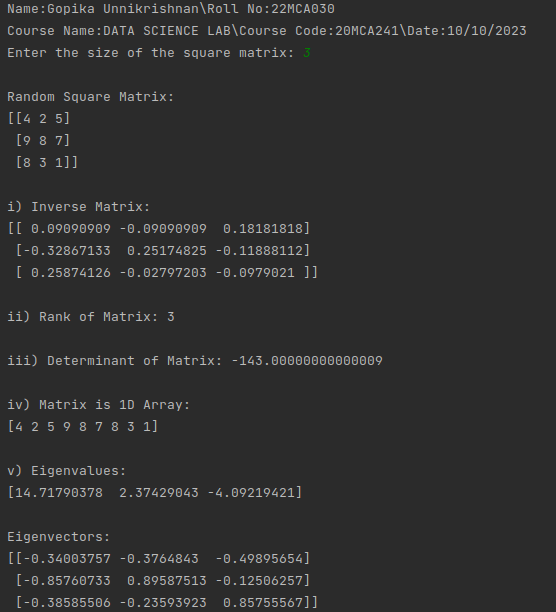 Name:Gopika Unnikrishnan\Roll No:22MCA030
Course Name:DATA SCIENCE LAB\Course Code:20MCA241\Date:10/10/2023
Enter the size of the square matrix: 3
Random Square Matrix:
[[4 2 5]
 [9 8 7]
 [8 3 1]]
i) Inverse Matrix:
[[ 0.09090909 -0.09090909  0.18181818]
 [-0.32867133  0.25174825 -0.11888112]
 [ 0.25874126 -0.02797203 -0.0979021 ]]
ii) Rank of Matrix: 3
iii) Determinant of Matrix: -143.00000000000009
iv) Matrix is 1D Array:
[4 2 5 9 8 7 8 3 1]
v) Eigenvalues:
[14.71790378  2.37429043 -4.09219421]
Eigenvectors:
[[-0.34003757 -0.3764843  -0.49895654]
 [-0.85760733  0.89587513 -0.12506257]
 [-0.38585506 -0.23593923  0.85755567]]